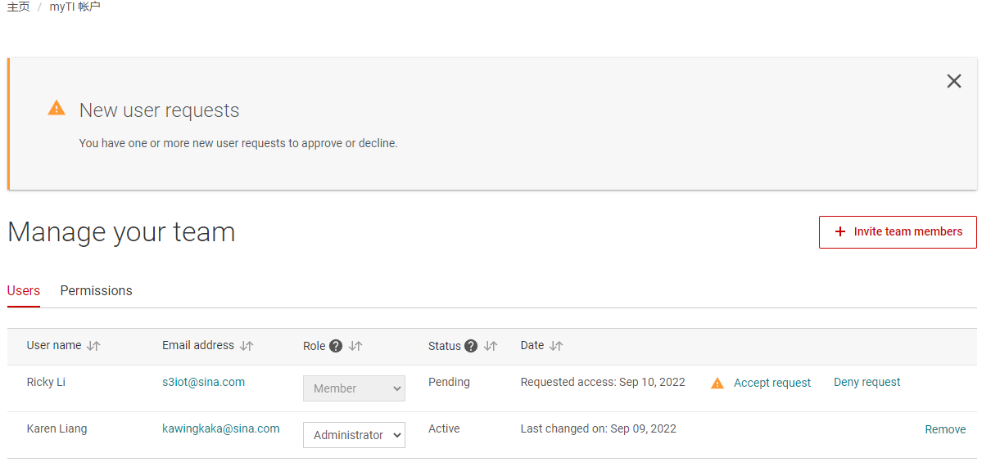 主页 / myTI 帐户
New user requests
You have one or more new user requests to approve or decline.
Manage your team
+ Invite team members
Users Permissions
User name Email address Role ? Status ? Date
Ricky Li s3iot@sina.com Member Pending Requested access: Sep 10, 2022 Accept request Deny request
Karen Liang kawingkaka@sina.com Administrator Active Last changed on: Sep 09, 2022 Remove